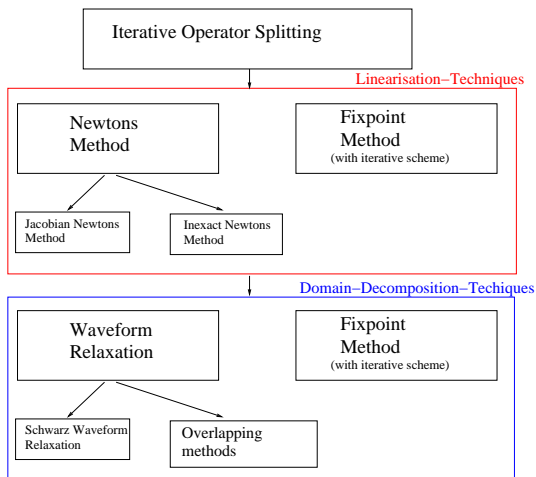 Iterative Operator Splitting
Linearisation–Techniques
Newtons
Method
Fixpoint
Method
(with iterative scheme)
Jacobian Newtons
Method
Inexact Newtons
Method
Domain–Decomposition–Techiques
Waveform
Relaxation
Fixpoint
Method
(with iterative scheme)
Schwarz Waveform
Relaxation
Overlapping
methods